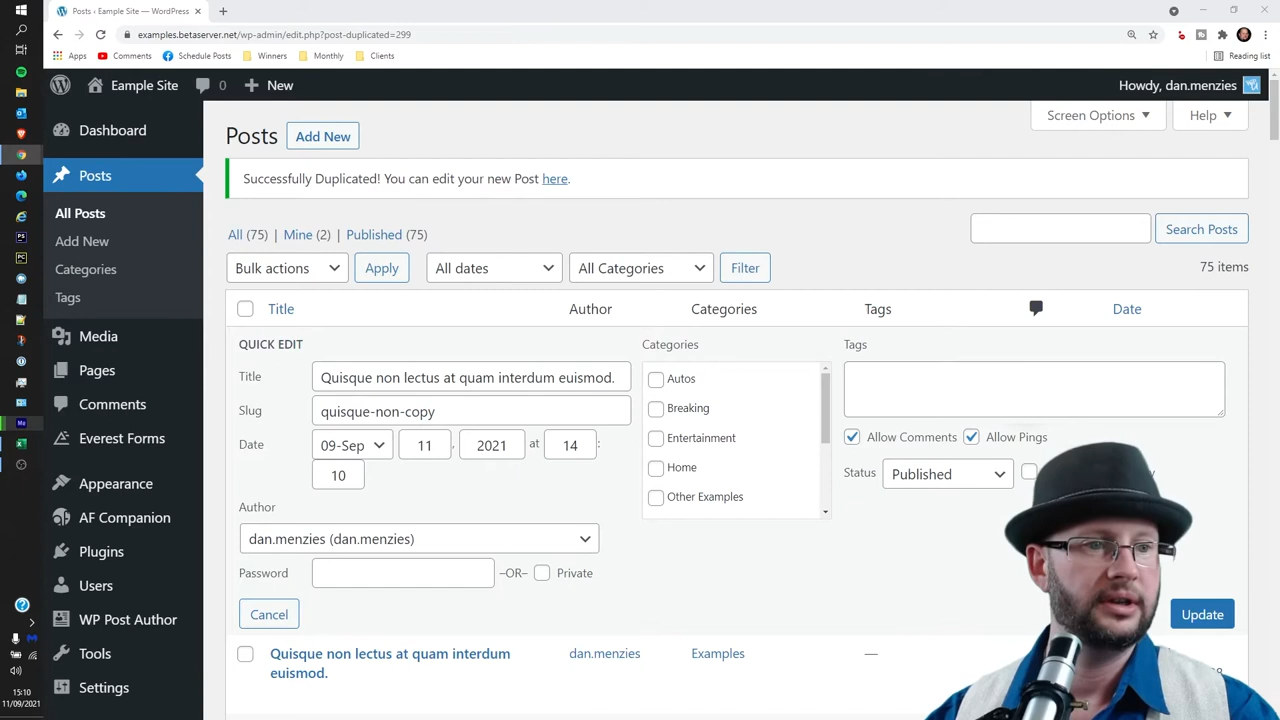 Posts ‹ Eample Site — WordPress
examples.betaserver.net/wp-admin/edit.php?post-duplicated=299
Apps
Comments
Schedule Posts
Winners
Monthly
Clients
Reading list
Eample Site
0
New
Howdy, dan.menzies
Dashboard
Posts
All Posts
Add New
Categories
Tags
Media
Pages
Comments
Everest Forms
Appearance
AF Companion
Plugins
Users
WP Post Author
Tools
Settings
Screen Options
Help
Posts
Add New
Successfully Duplicated! You can edit your new Post here.
All (75) | Mine (2) | Published (75)
Search Posts
Bulk actions
Apply
All dates
All Categories
Filter
75 items
Title
Author
Categories
Tags
Date
QUICK EDIT
Title
Quisque non lectus at quam interdum euismod.
Slug
quisque-non-copy
Date
09-Sep
11
,
2021
at
14
:
10
Author
dan.menzies (dan.menzies)
Password
–OR–
Private
Categories
Autos
Breaking
Entertainment
Home
Other Examples
Tags
Allow Comments
Allow Pings
Status
Published
Cancel
Update
Quisque non lectus at quam interdum
euismod.
dan.menzies
Examples
—
15:10
11/09/2021